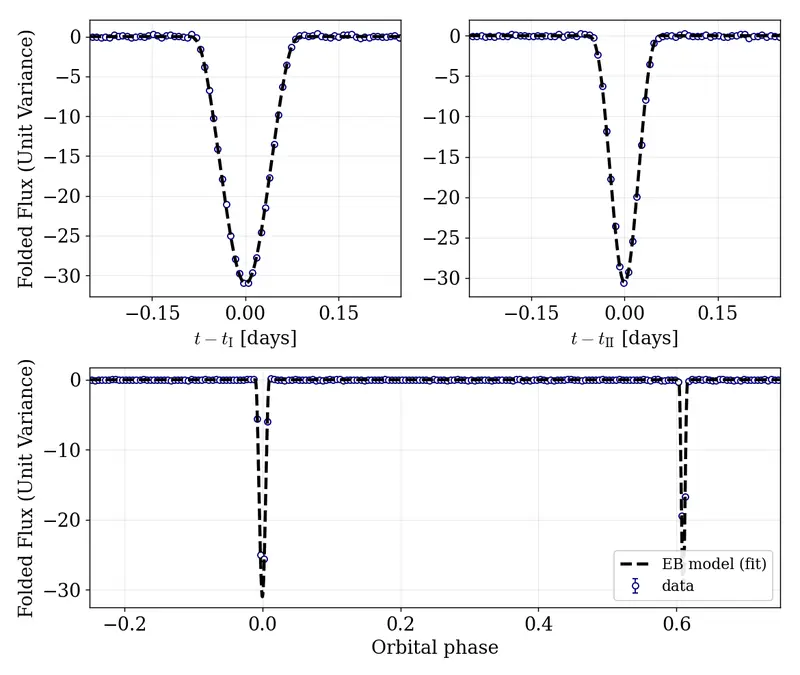 Folded Flux (Unit Variance)
0
−5
−10
−15
−20
−25
−30
−0.15 0.00 0.15
t − tI [days]
0
−5
−10
−15
−20
−25
−30
−0.15 0.00 0.15
t − tII [days]
Folded Flux (Unit Variance)
0
−10
−20
−30
−0.2 0.0 0.2 0.4 0.6
Orbital phase
EB model (fit)
data